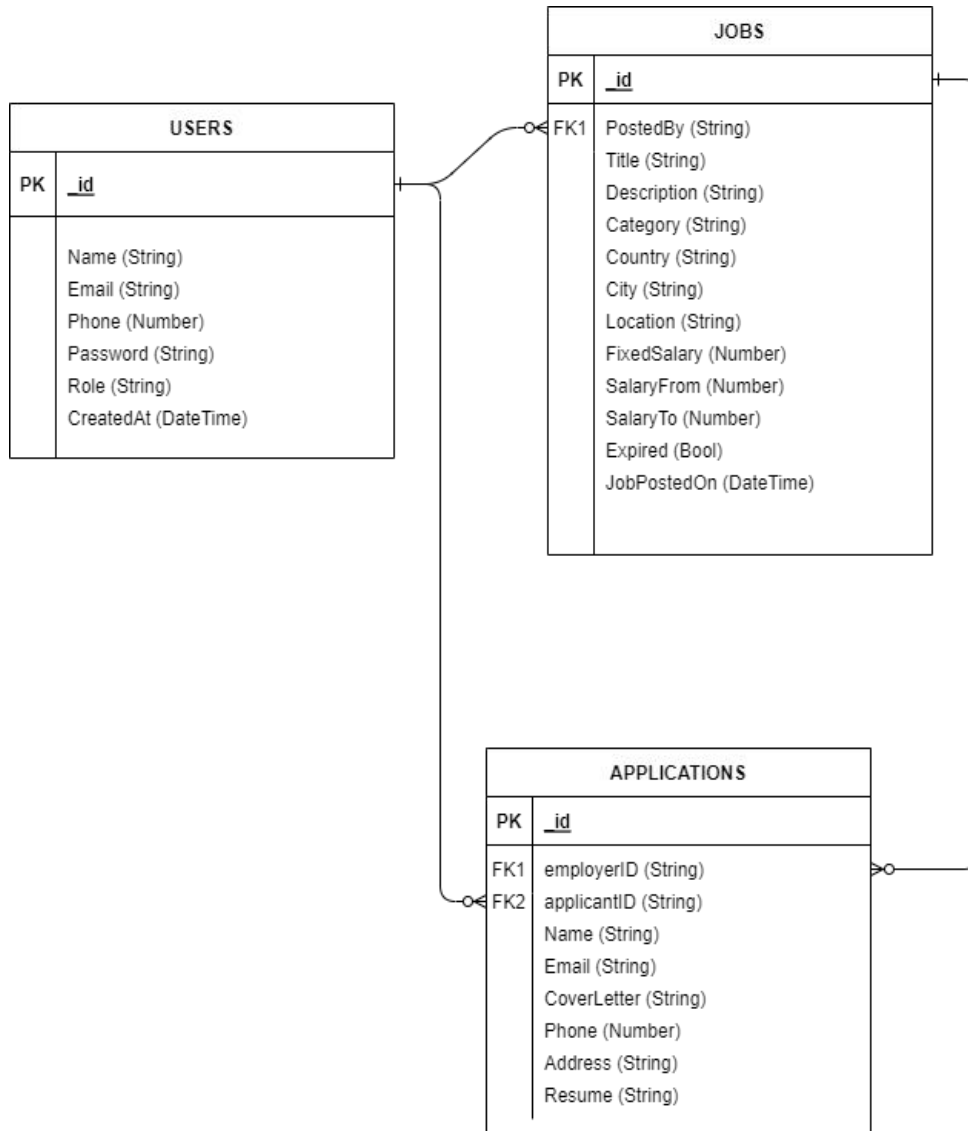 JOBS
PK _id
FK1 PostedBy (String)
Title (String)
Description (String)
Category (String)
Country (String)
City (String)
Location (String)
FixedSalary (Number)
SalaryFrom (Number)
SalaryTo (Number)
Expired (Bool)
JobPostedOn (DateTime)
USERS
PK _id
Name (String)
Email (String)
Phone (Number)
Password (String)
Role (String)
CreatedAt (DateTime)
APPLICATIONS
PK _id
FK1 employerID (String)
FK2 applicantID (String)
Name (String)
Email (String)
CoverLetter (String)
Phone (Number)
Address (String)
Resume (String)